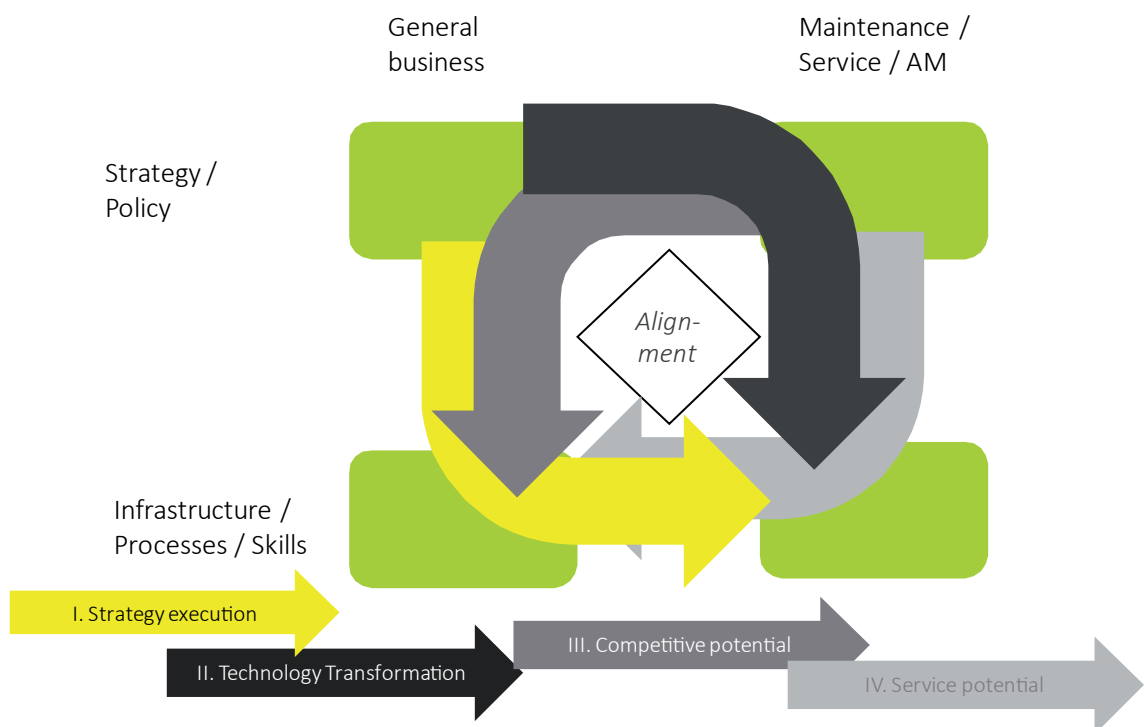 General
business
Maintenance /
Service / AM
Strategy /
Policy
Align-
ment
Infrastructure /
Processes / Skills
I. Strategy execution
II. Technology Transformation
III. Competitive potential
IV. Service potential